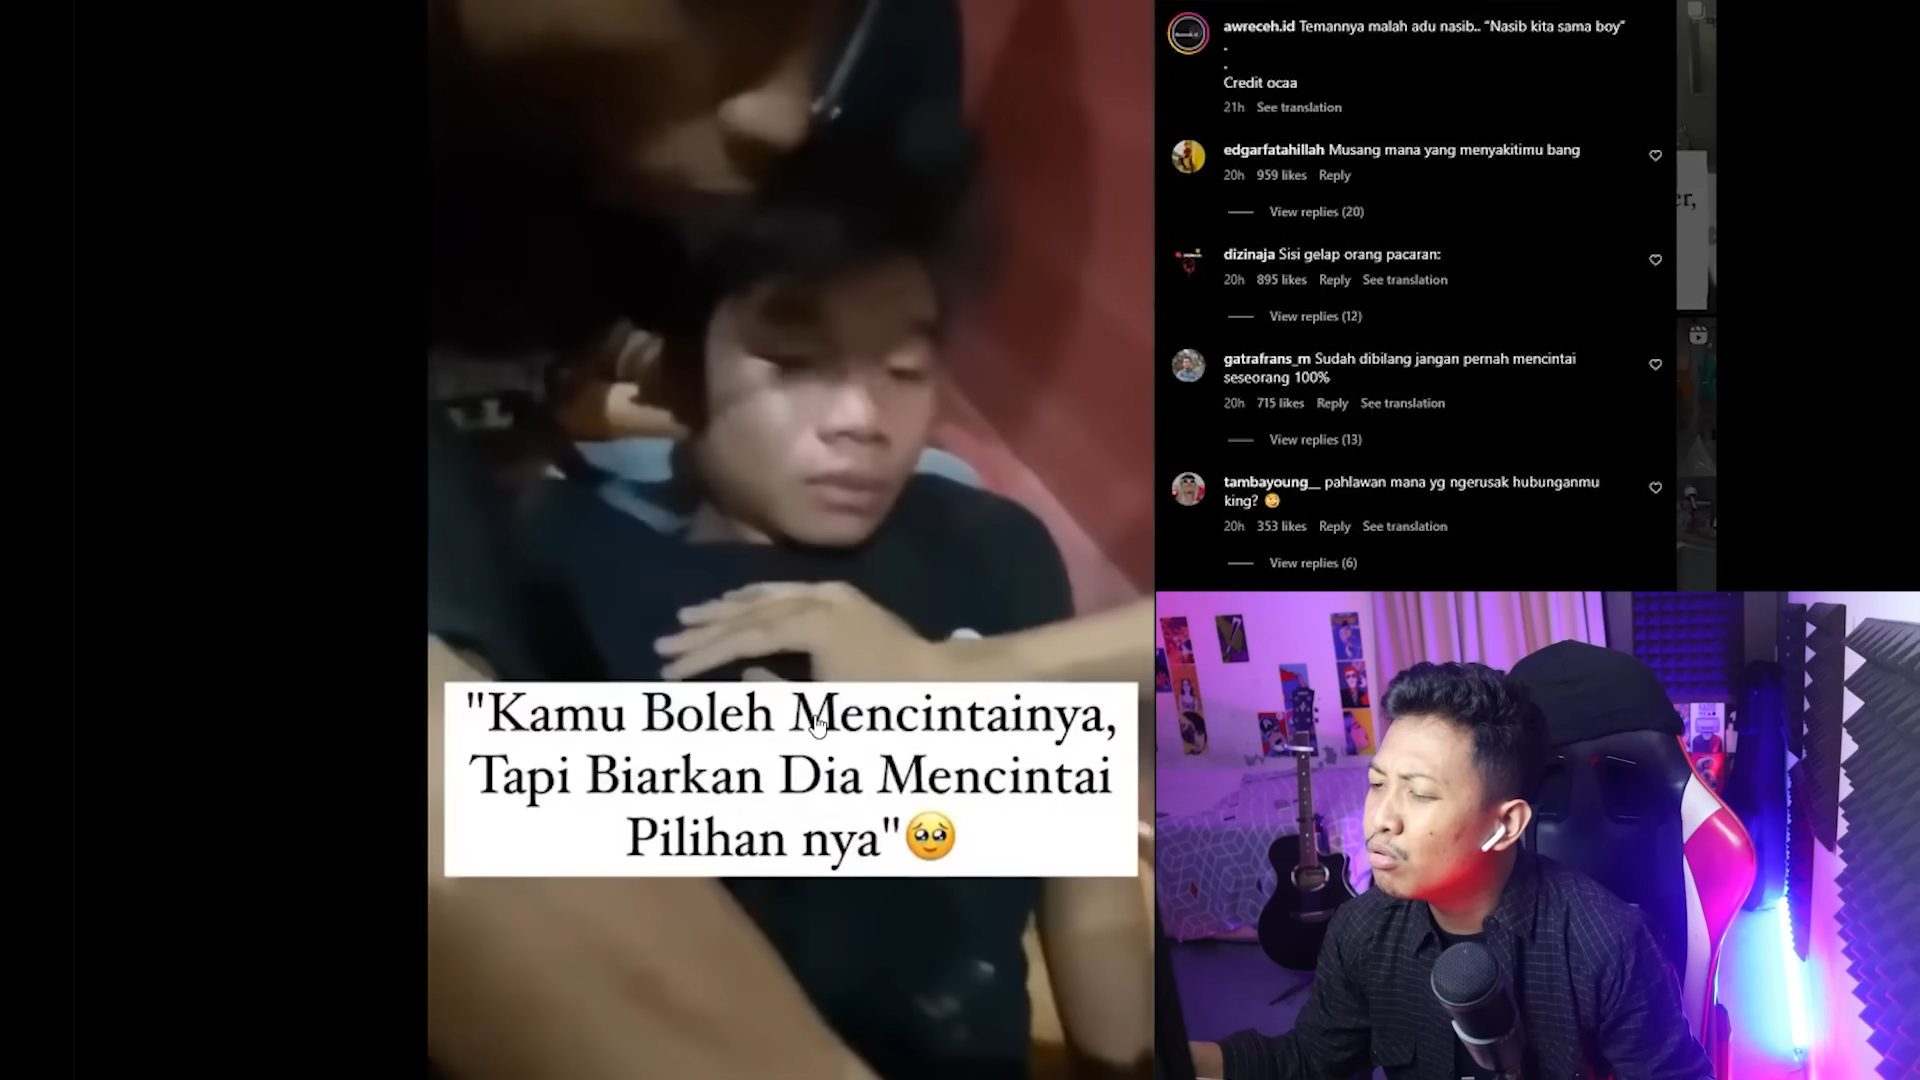 awreceh.id Temannya malah adu nasib.. "Nasib kita sama boy"
.
.
Credit ocaa
21h See translation
edgarfatahillah Musang mana yang menyakitimu bang
20h 959 likes Reply
View replies (20)
dizinaja Sisi gelap orang pacaran:
20h 895 likes Reply See translation
View replies (12)
gatrafrans_m Sudah dibilang jangan pernah mencintai
seseorang 100%
20h 715 likes Reply See translation
View replies (13)
tambayoung__ pahlawan mana yg ngerusak hubunganmu
king? 🥴
20h 353 likes Reply See translation
View replies (6)
er,
"Kamu Boleh Mencintainya,
Tapi Biarkan Dia Mencintai
Pilihan nya"🥹